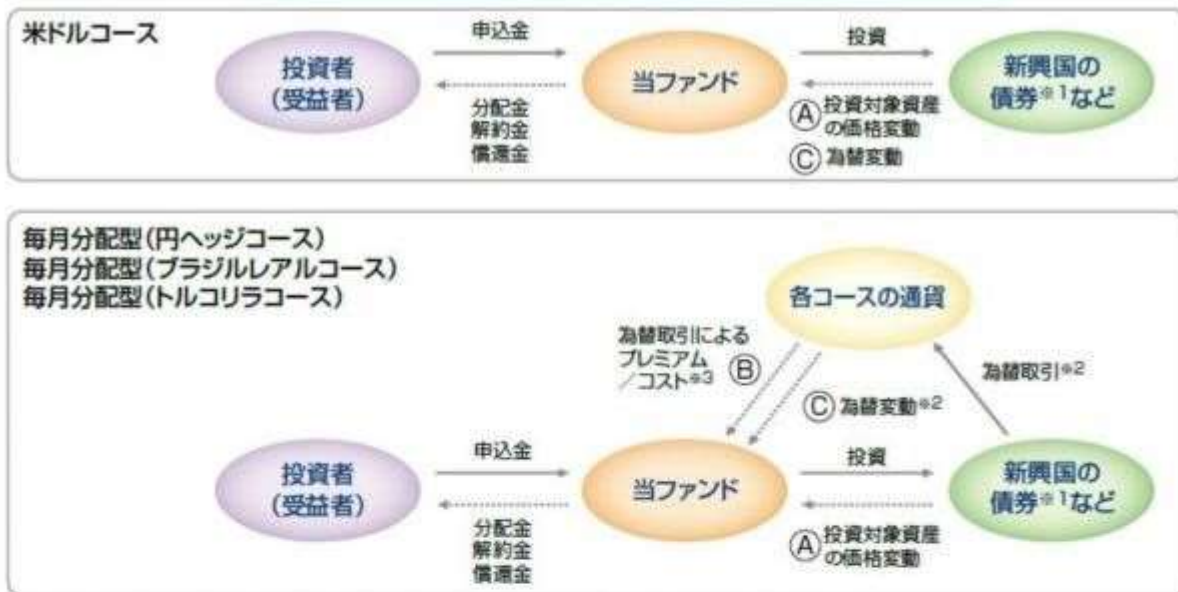 米ドルコース
投資者
(受益者)
申込金
分配金
解約金
償還金
当ファンド
投資
Ⓐ投資対象資産
の価格変動
Ⓒ為替変動
新興国の
債券※1など
毎月分配型(円ヘッジコース)
毎月分配型(ブラジルレアルコース)
毎月分配型(トルコリラコース)
各コースの通貨
為替取引による
プレミアム
／コスト※3 Ⓑ
為替取引※2
Ⓒ 為替変動※2
投資者
(受益者)
申込金
分配金
解約金
償還金
当ファンド
投資
Ⓐ投資対象資産
の価格変動
新興国の
債券※1など